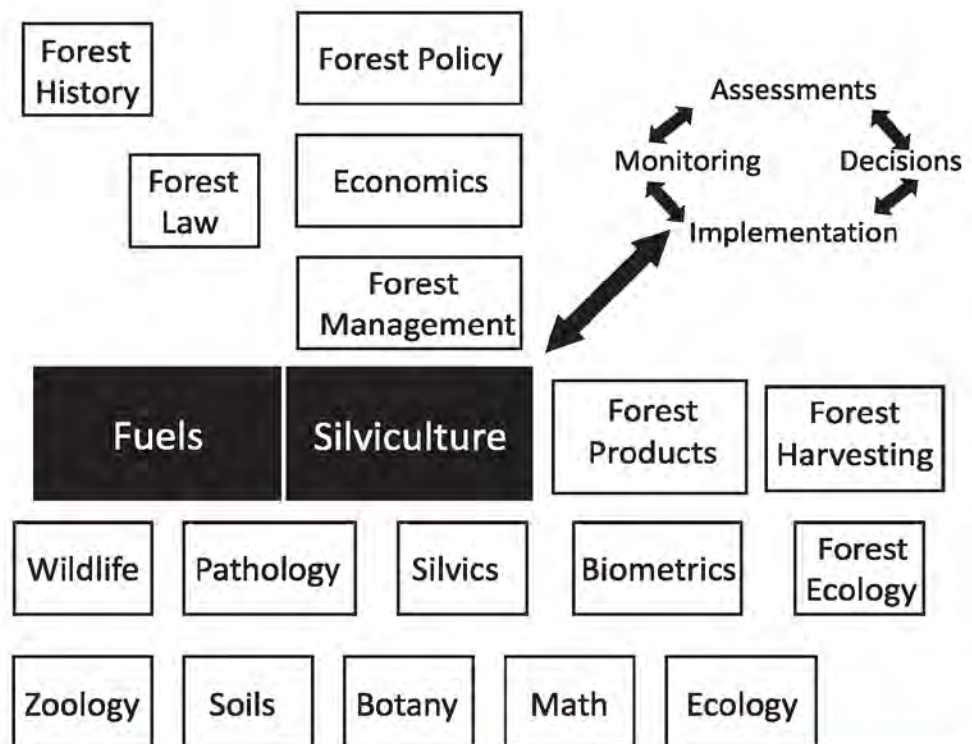 Forest
History
Forest Policy
Assessments
Monitoring
Decisions
Implementation
Forest
Law
Economics
Forest
Management
Fuels
Silviculture
Forest
Products
Forest
Harvesting
Wildlife
Pathology
Silvics
Biometrics
Forest
Ecology
Zoology
Soils
Botany
Math
Ecology